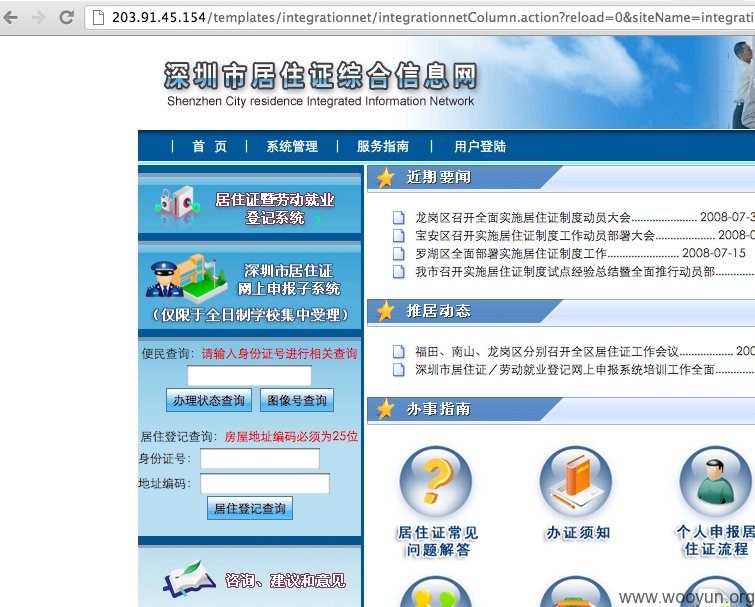 203.91.45.154/templates/integrationnet/integrationnetColumn.action?reload=0&siteName=integrati
深圳市居住证综合信息网
Shenzhen City residence Integrated Information Network
| 首 页 | 系统管理 | 服务指南 | 用户登陆
居住证暨劳动就业
登记系统
深圳市居住证
网上申报子系统
(仅限于全日制学校集中受理)
便民查询：请输入身份证号进行相关查询
办理状态查询 图像号查询
居住登记查询：房屋地址编码必须为25位
身份证号：
地址编码：
居住登记查询
咨询、建议和意见
近期要闻
龙岗区召开全面实施居住证制度动员大会...................... 2008-07-3
宝安区召开实施居住证制度工作动员部署大会.................... 2008-0
罗湖区全面部署实施居住证制度工作........................ 2008-07-15
我市召开实施居住证制度试点经验总结暨全面推行动员部..............
推居动态
福田、南山、龙岗区分别召开全区居住证工作会议.................. 200
深圳市居住证／劳动就业登记网上申报系统培训工作全面..............
办事指南
居住证常见
问题解答
办证须知
个人申报居
住证流程
www.wooyun.org